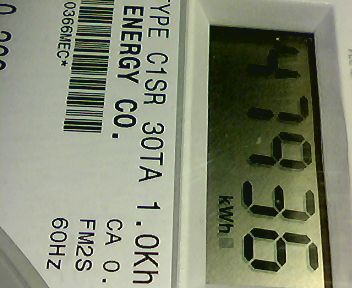 47936
kWh
TYPE C1SR 30TA 1.0Kh
ENERGY CO.
CA 0.
FM2S
60HZ
0366MEC*